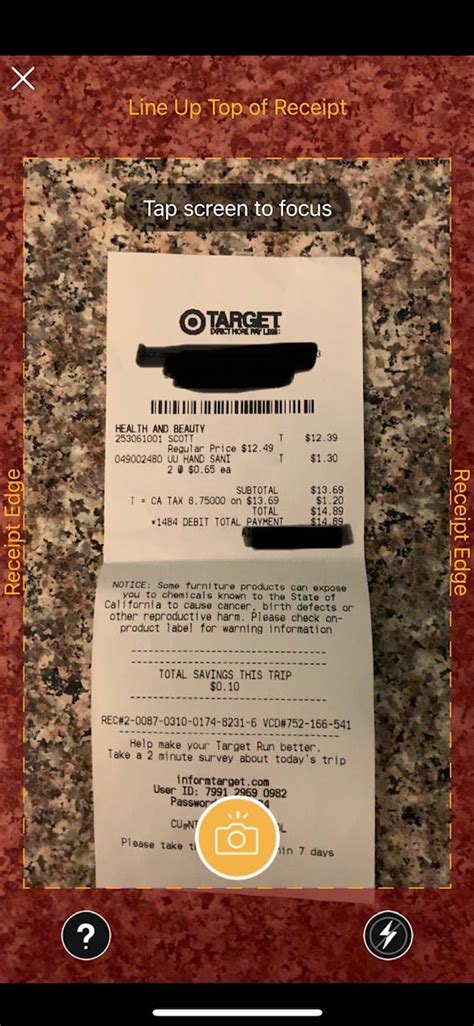 Line Up Top of Receipt
Tap screen to focus
TARGET
EXPECT MORE PAY LESS
3
HEALTH AND BEAUTY
253061001 SCOTT T $12.39
Regular Price $12.49
049002480 UU HAND SANI T $1.30
2 @ $0.65 ea
SUBTOTAL $13.69
T = CA TAX 8.75000 on $13.69 $1.20
TOTAL $14.89
*1484 DEBIT TOTAL PAYMENT $14.89
Receipt Edge
Receipt Edge
NOTICE: Some furniture products can expose
you to chemicals known to the State of
California to cause cancer, birth defects or
other reproductive harm. Please check on-
product label for warning information
TOTAL SAVINGS THIS TRIP
$0.10
REC#2-0087-0310-0174-8231-6 VCD#752-166-541
Help make your Target Run better.
Take a 2 minute survey about today's trip
informtarget.com
User ID: 7991 2969 0982
Please take in 7 days
?